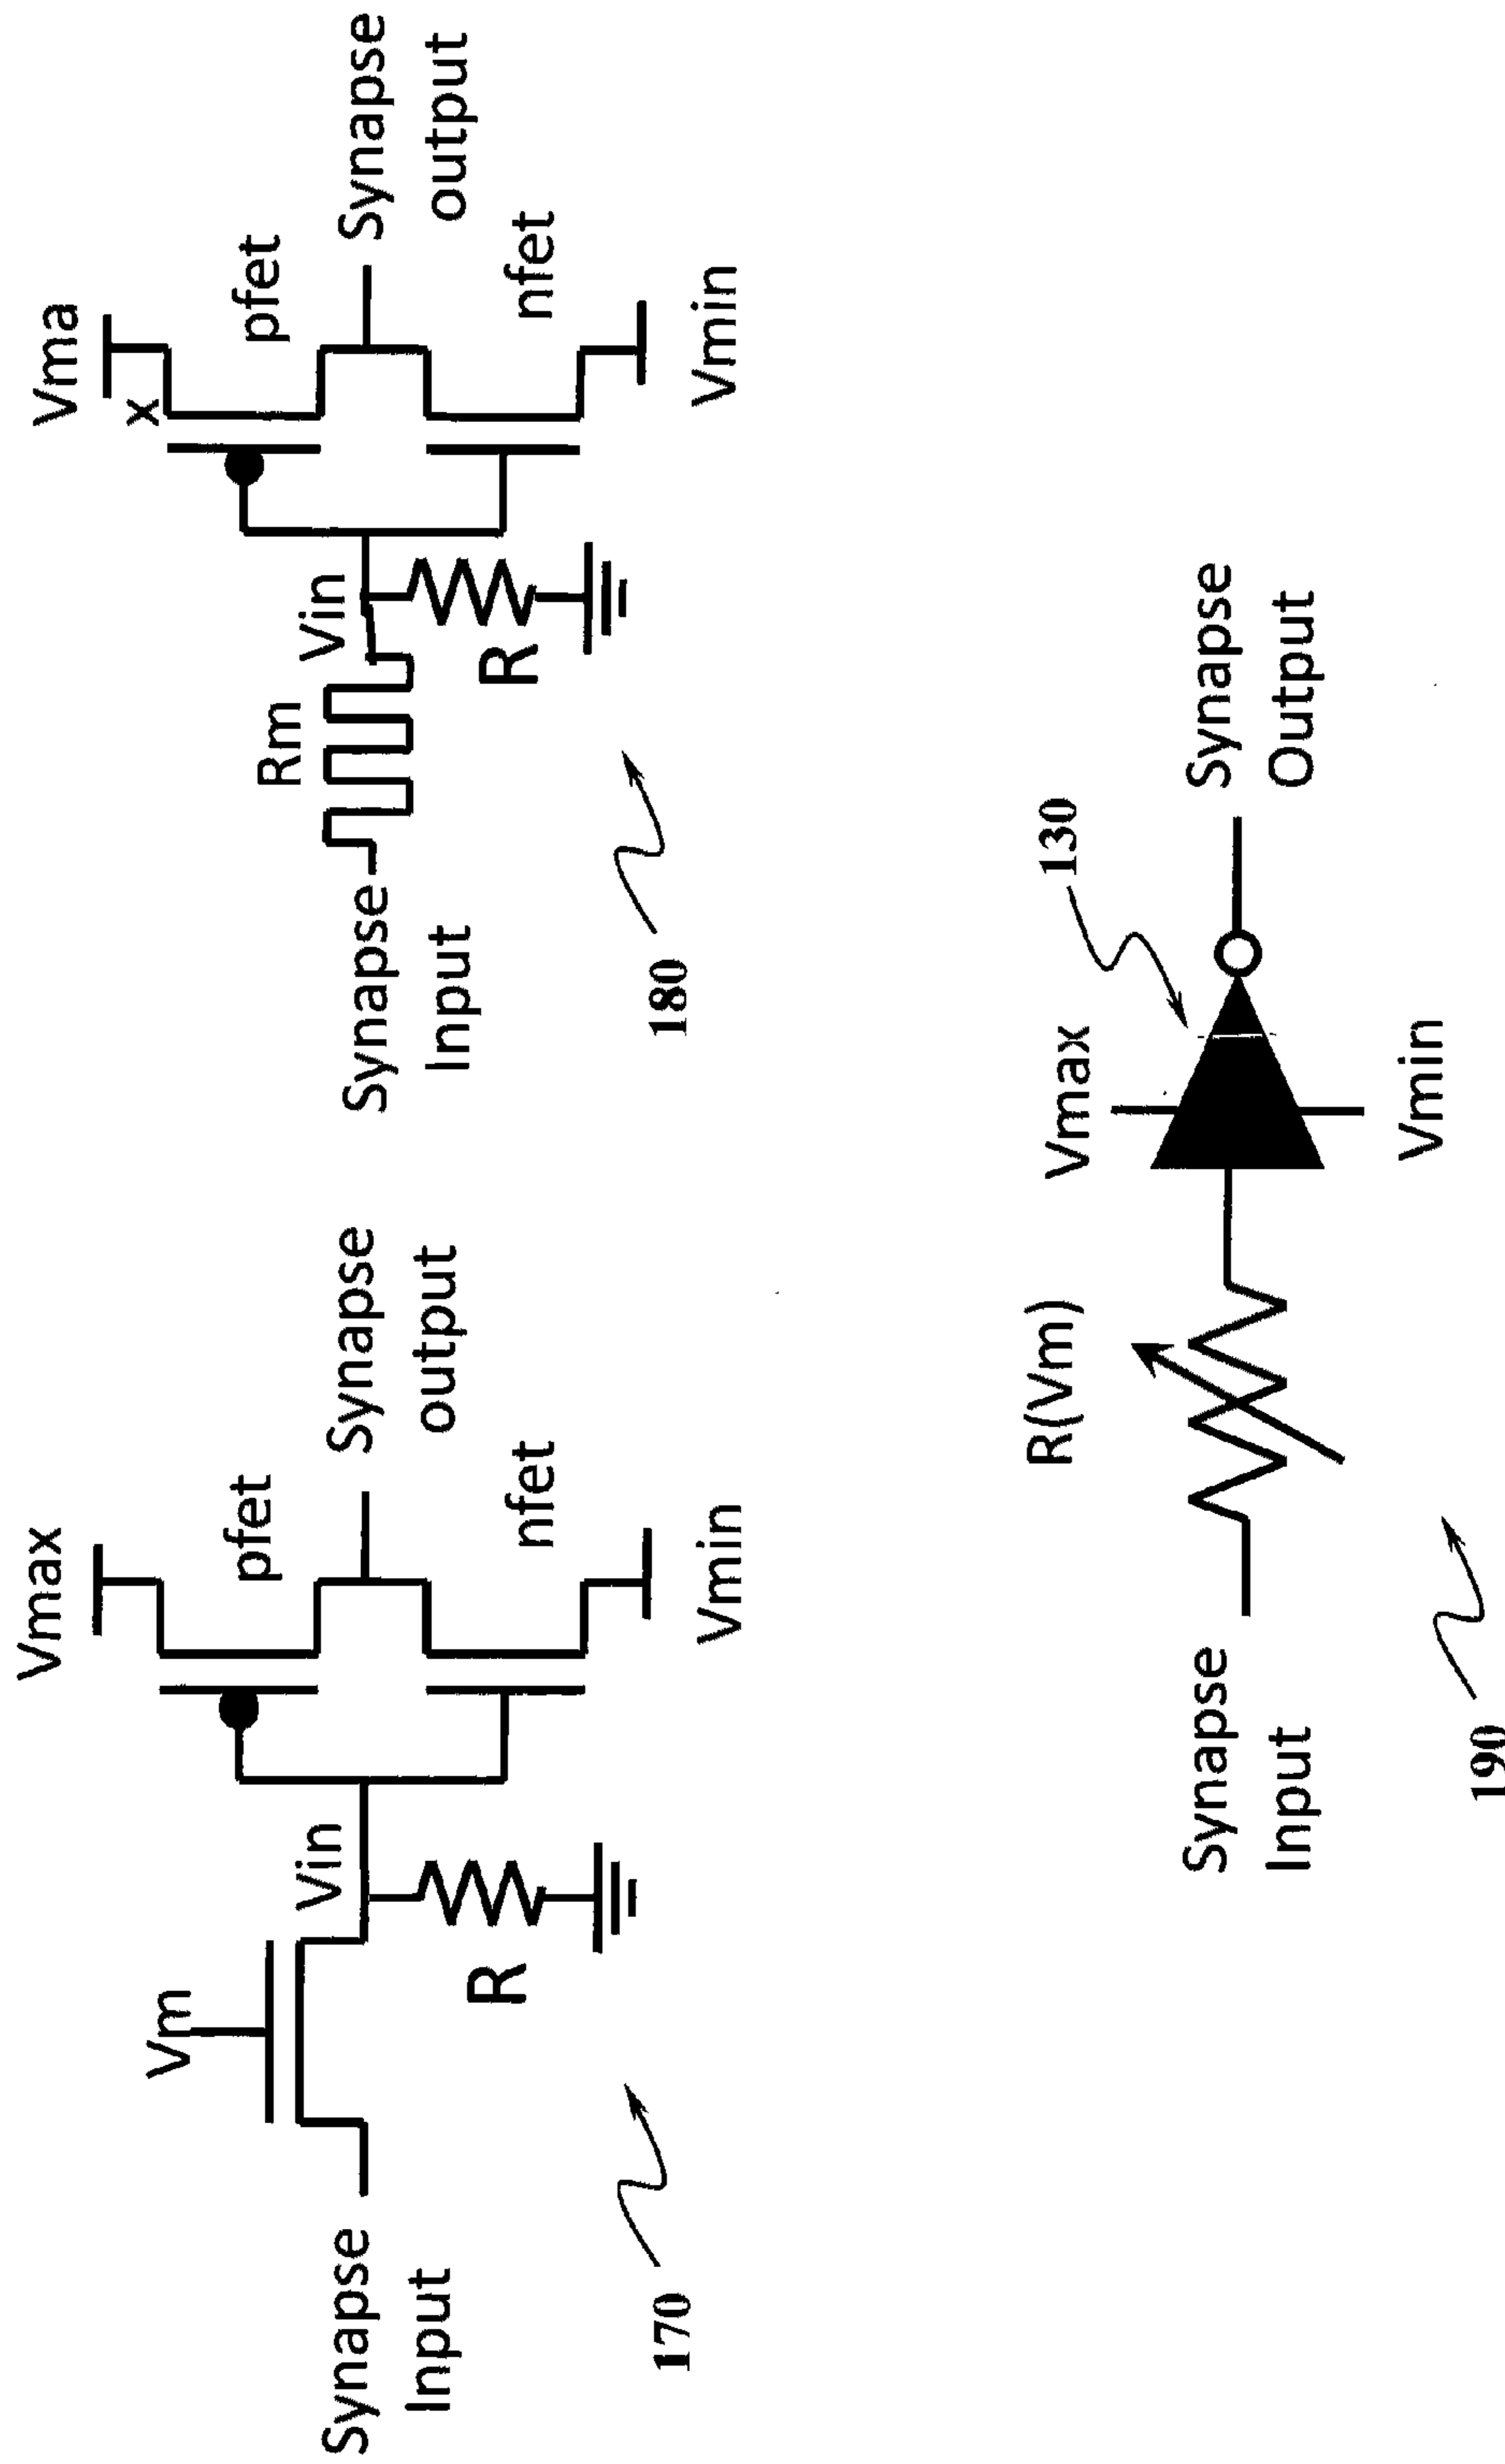 Vmax
Vm
pfet
Vin
Synapse
Input
Synapse
output
R
nfet
Vmin
170
Vma
x
pfet
Rm
Vin
Synapse
Input
Synapse
output
R
nfet
Vmin
180
R(Vm)
Vmax
130
Synapse
Input
Synapse
Output
Vmin
190